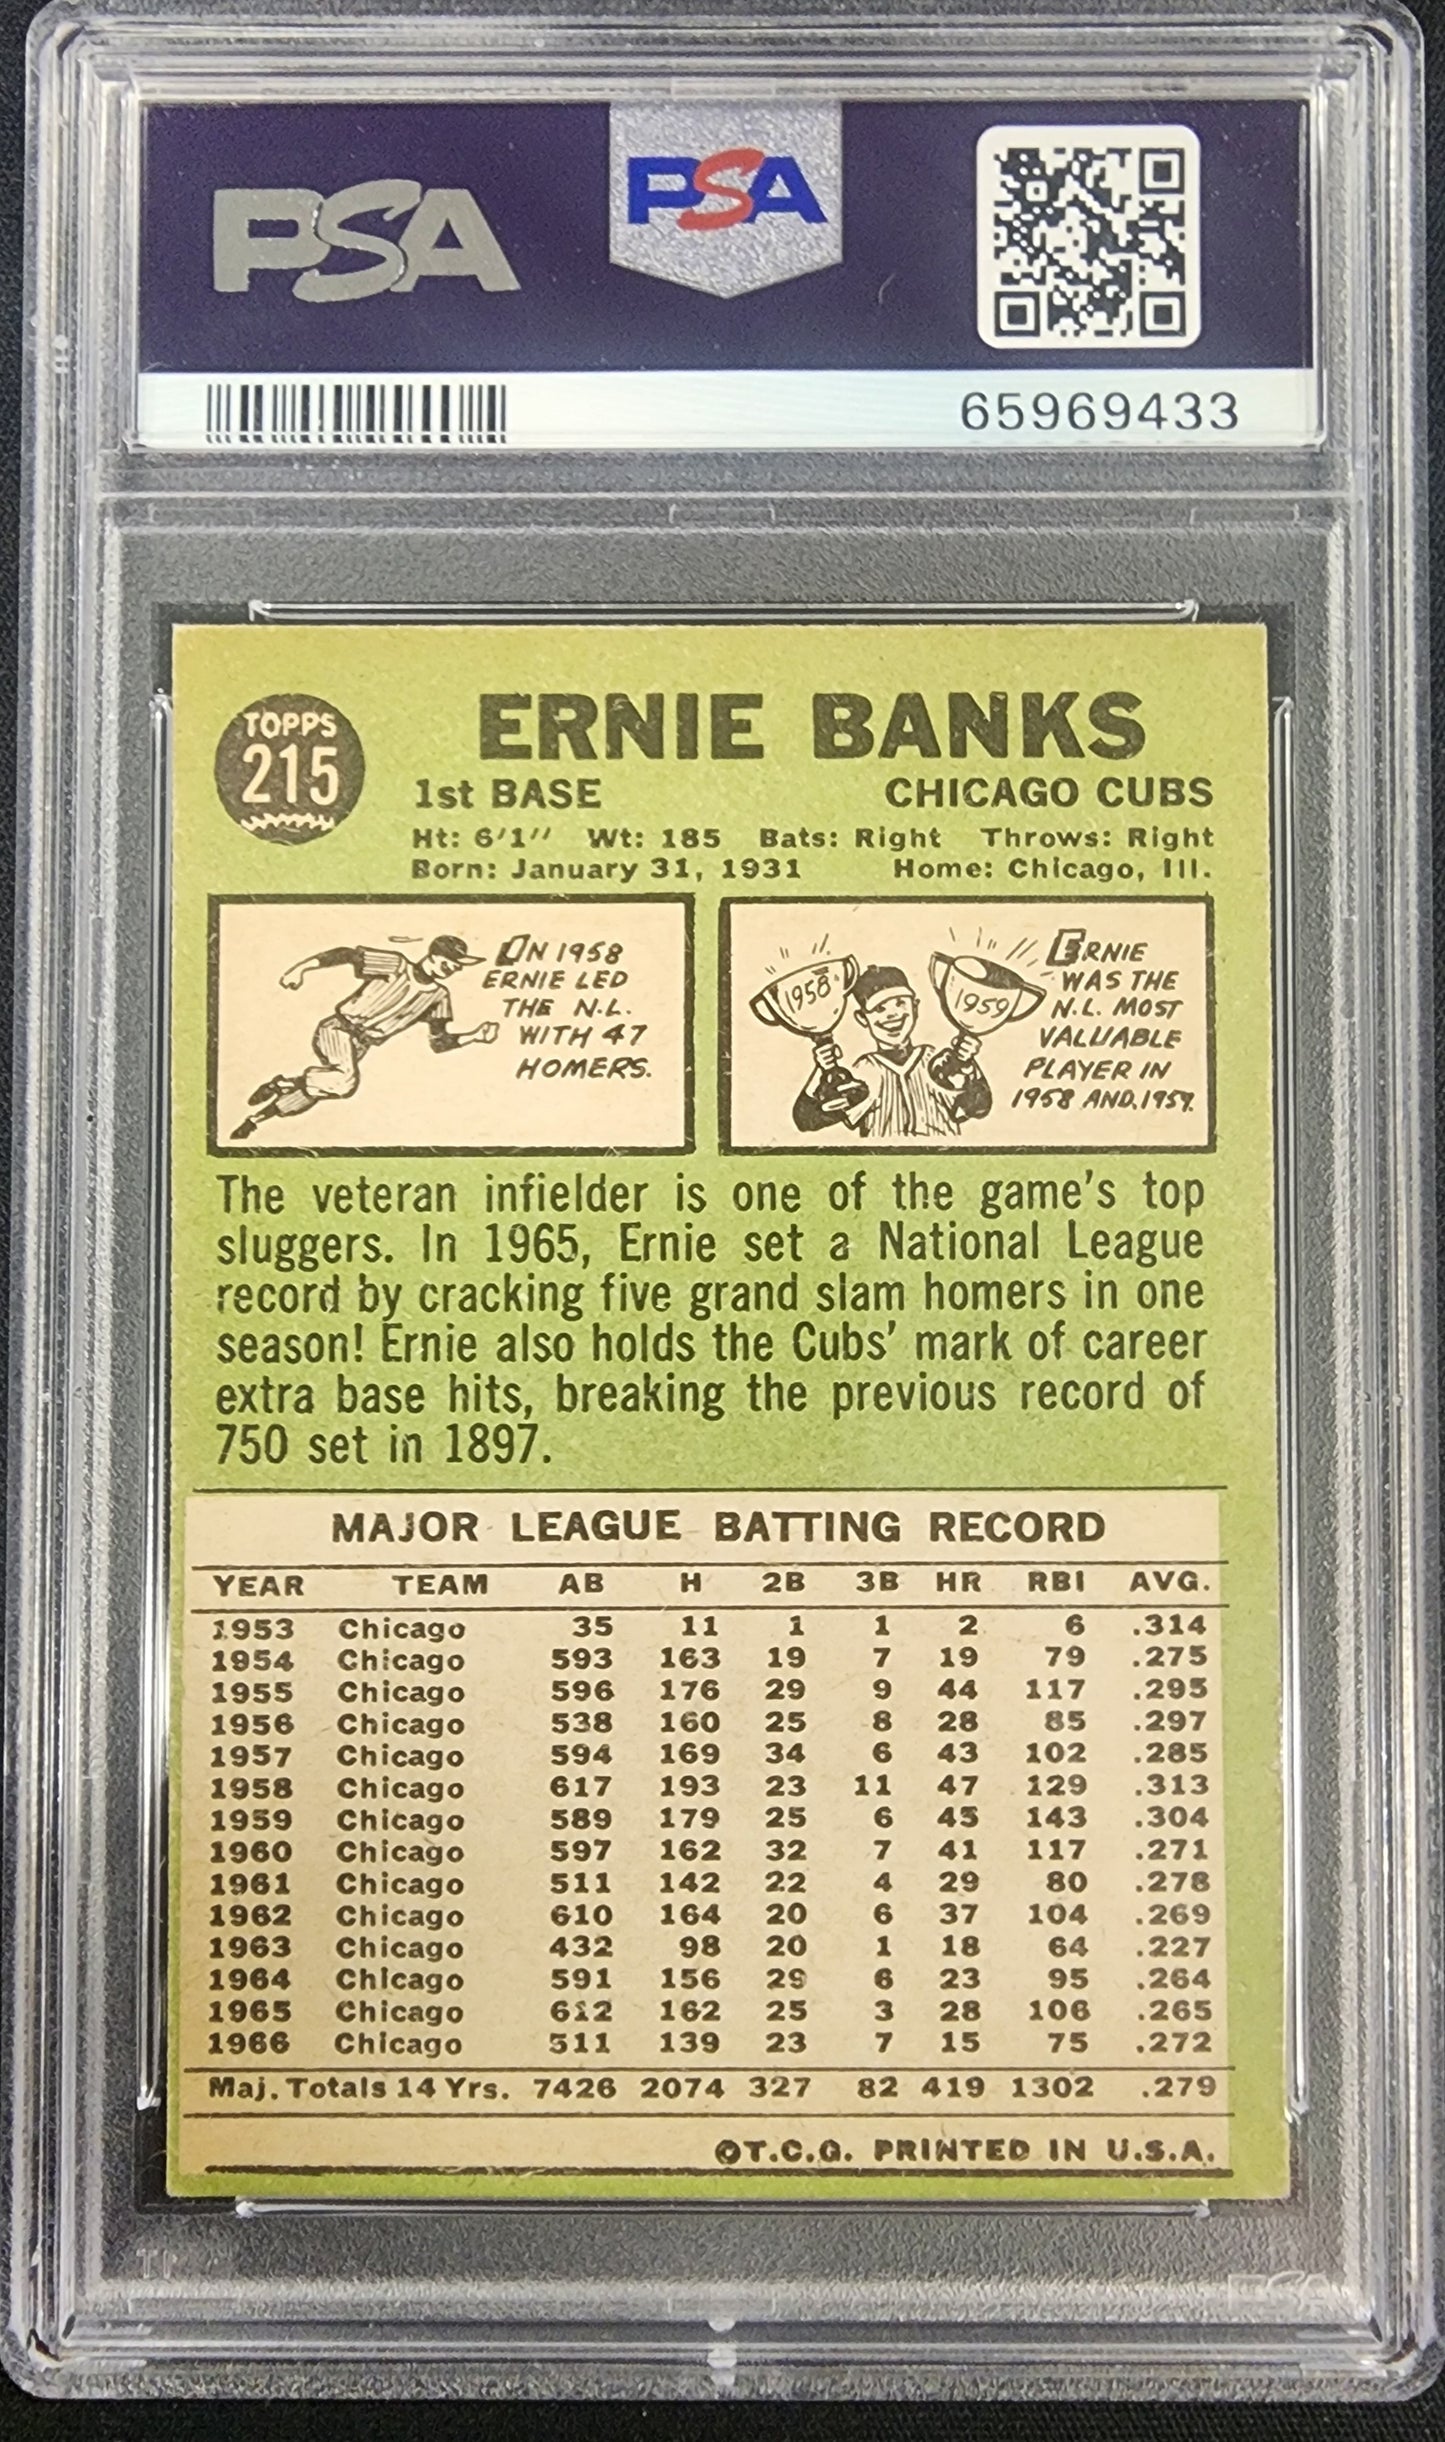 PSA
PSA
65969433
TOPPS
215
ERNIE BANKS
1st BASE CHICAGO CUBS
Ht: 6'1" Wt: 185 Bats: Right Throws: Right
Born: January 31, 1931 Home: Chicago, Ill.
IN 1958
ERNIE LED
THE N.L.
WITH 47
HOMERS.
1958
1959
ERNIE
WAS THE
N.L. MOST
VALUABLE
PLAYER IN
1958 AND 1959.
The veteran infielder is one of the game's top
sluggers. In 1965, Ernie set a National League
record by cracking five grand slam homers in one
season! Ernie also holds the Cubs' mark of career
extra base hits, breaking the previous record of
750 set in 1897.
MAJOR LEAGUE BATTING RECORD
YEAR TEAM AB H 2B 3B HR RBI AVG.
1953 Chicago 35 11 1 1 2 6 .314
1954 Chicago 593 163 19 7 19 79 .275
1955 Chicago 596 176 29 9 44 117 .295
1956 Chicago 538 160 25 8 28 85 .297
1957 Chicago 594 169 34 6 43 102 .285
1958 Chicago 617 193 23 11 47 129 .313
1959 Chicago 589 179 25 6 45 143 .304
1960 Chicago 597 162 32 7 41 117 .271
1961 Chicago 511 142 22 4 29 80 .278
1962 Chicago 610 164 20 6 37 104 .269
1963 Chicago 432 98 20 1 18 64 .227
1964 Chicago 591 156 29 6 23 95 .264
1965 Chicago 612 162 25 3 28 106 .265
1966 Chicago 511 139 23 7 15 75 .272
Maj. Totals 14 Yrs. 7426 2074 327 82 419 1302 .279
©T.C.G. PRINTED IN U.S.A.
PSA